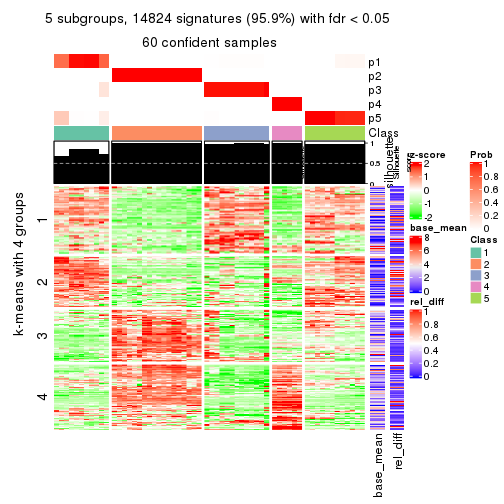 5 subgroups, 14824 signatures (95.9%) with fdr < 0.05
60 confident samples
p1
p2
p3
p4
p5
Class
1
0.5
0
silhouette
Silhouette
score
k-means with 4 groups
1
2
3
4
base_mean
rel_diff
z-score
2
1
0
-1
-2
base_mean
8
6
4
2
0
rel_diff
1
0.8
0.6
0.4
0.2
0
Prob
1
0.8
0.6
0.4
0.2
0
Class
1
2
3
4
5